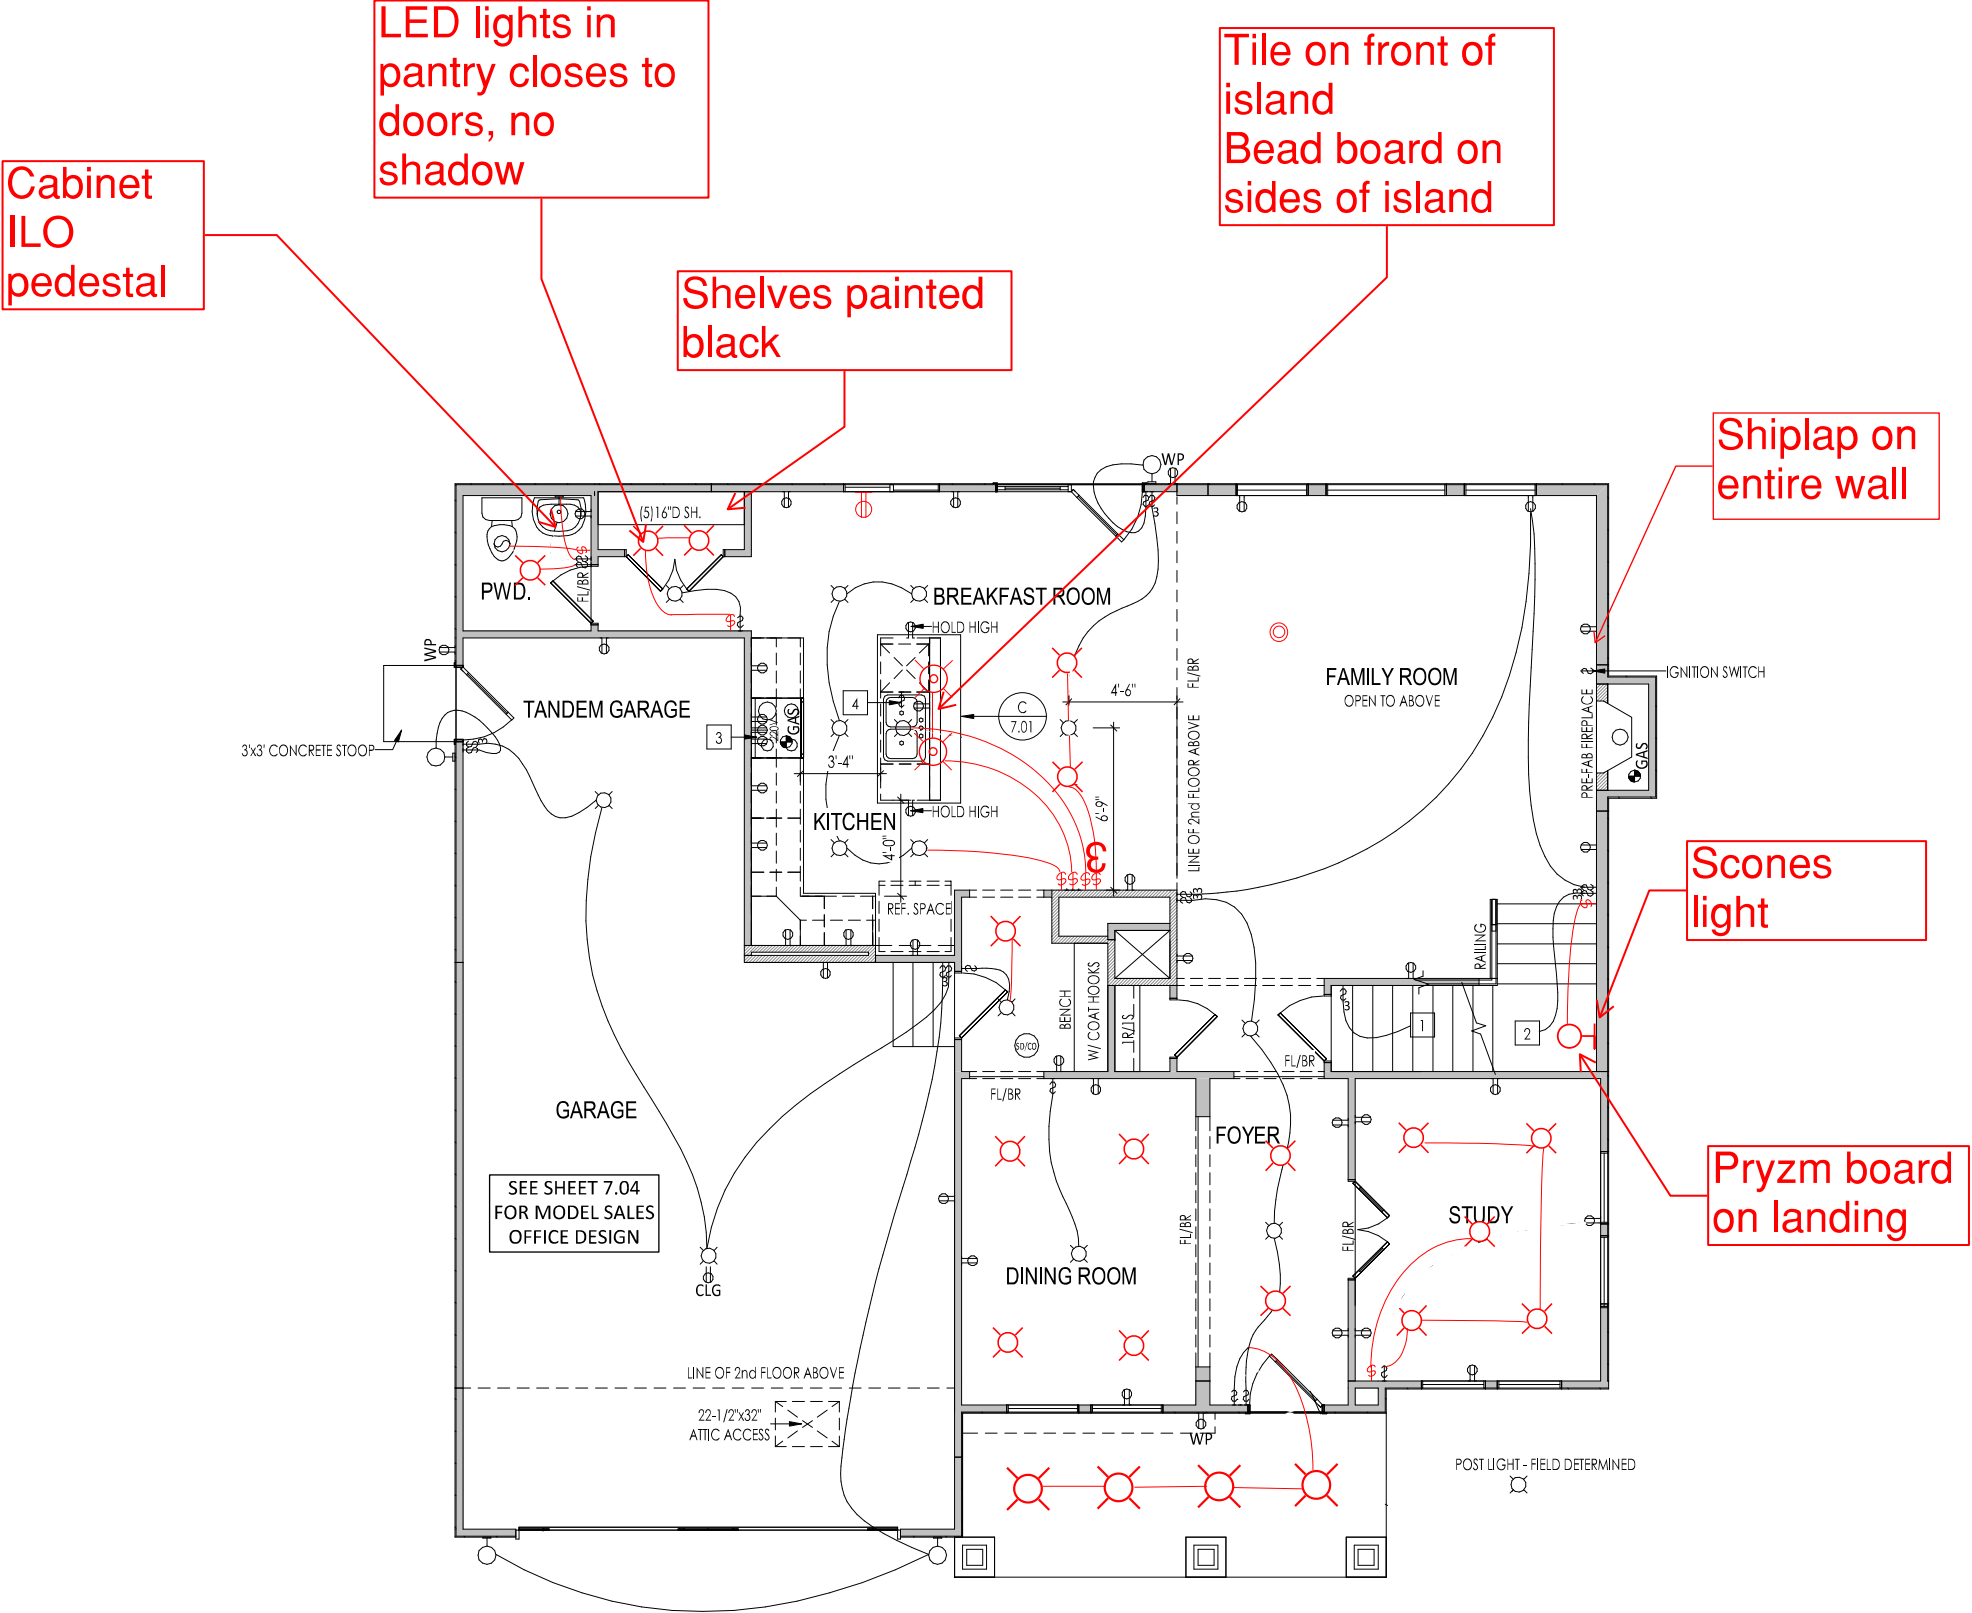 LED lights in
pantry closes to
doors, no
shadow
Tile on front of
island
Bead board on
sides of island
Cabinet
ILO
pedestal
Shelves painted
black
Shiplap on
entire wall
WP
(5)16"D SH.
PWD.
FL/BR
BREAKFAST ROOM
HOLD HIGH
WP
TANDEM GARAGE
3'x3' CONCRETE STOOP
3
GAS
4
3'-4"
C
7.01
4'-6"
FL/BR
6'-9"
LINE OF 2nd FLOOR ABOVE
FAMILY ROOM
OPEN TO ABOVE
IGNITION SWITCH
PRE-FAB FIREPLACE
GAS
HOLD HIGH
KITCHEN
4'-0"
3
REF. SPACE
Scones
light
RAILING
BENCH
W/ COAT HOOKS
1R/1S
SD/CO
1
2
FL/BR
FL/BR
GARAGE
FOYER
Pryzm board
on landing
SEE SHEET 7.04
FOR MODEL SALES
OFFICE DESIGN
STUDY
FL/BR
FL/BR
DINING ROOM
CLG
LINE OF 2nd FLOOR ABOVE
22-1/2"x32"
ATTIC ACCESS
WP
POST LIGHT - FIELD DETERMINED